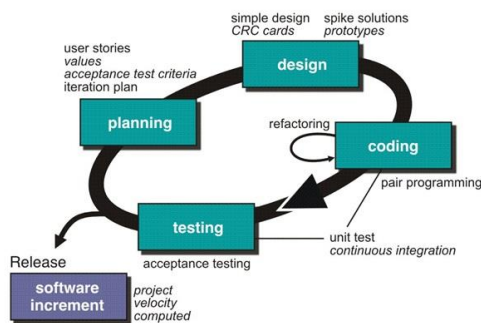 simple design
CRC cards
spike solutions
prototypes
user stories
values
acceptance test criteria
iteration plan
design
planning
refactoring
coding
pair programming
testing
unit test
continuous integration
acceptance testing
Release
software
increment
project
velocity
computed